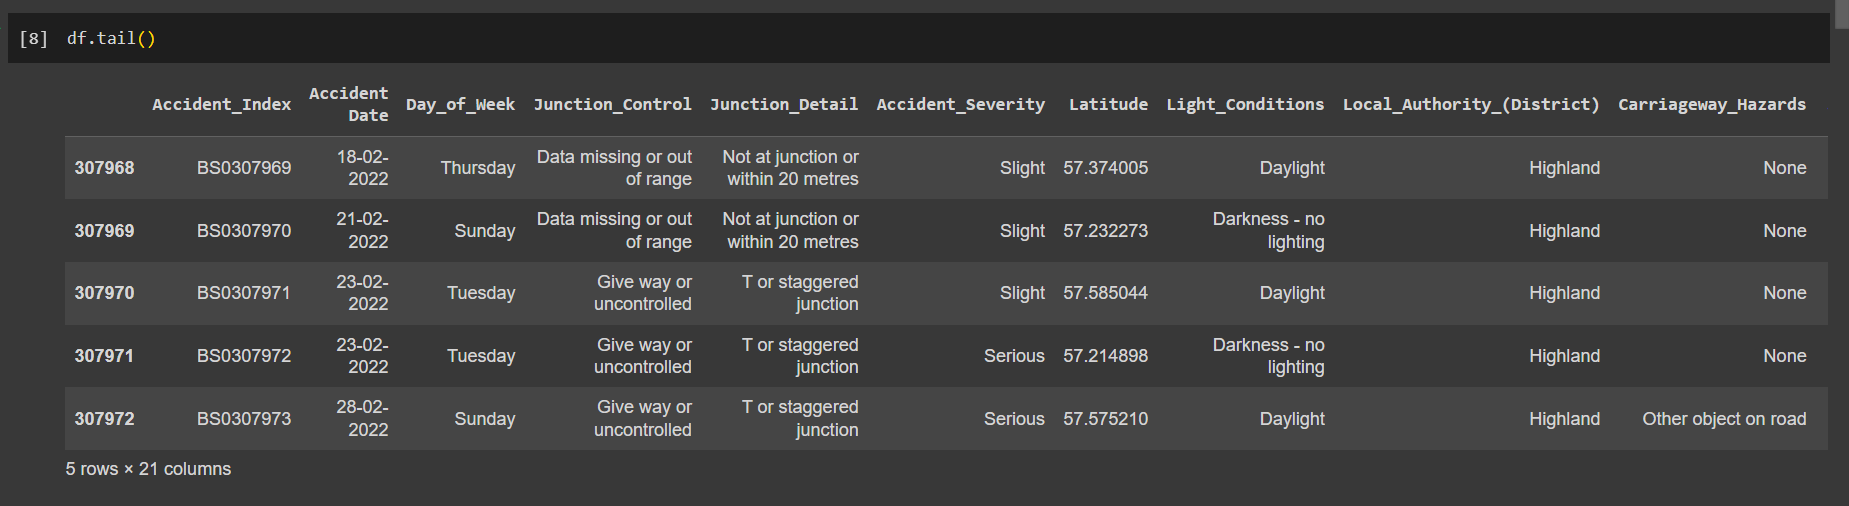 [8] df.tail()
Accident_Index Accident Date Day_of_Week Junction_Control Junction_Detail Accident_Severity Latitude Light_Conditions Local_Authority_(District) Carriageway_Hazards
307968 BS0307969 18-02-2022 Thursday Data missing or out of range Not at junction or within 20 metres Slight 57.374005 Daylight Highland None
307969 BS0307970 21-02-2022 Sunday Data missing or out of range Not at junction or within 20 metres Slight 57.232273 Darkness - no lighting Highland None
307970 BS0307971 23-02-2022 Tuesday Give way or uncontrolled T or staggered junction Slight 57.585044 Daylight Highland None
307971 BS0307972 23-02-2022 Tuesday Give way or uncontrolled T or staggered junction Serious 57.214898 Darkness - no lighting Highland None
307972 BS0307973 28-02-2022 Sunday Give way or uncontrolled T or staggered junction Serious 57.575210 Daylight Highland Other object on road
5 rows × 21 columns